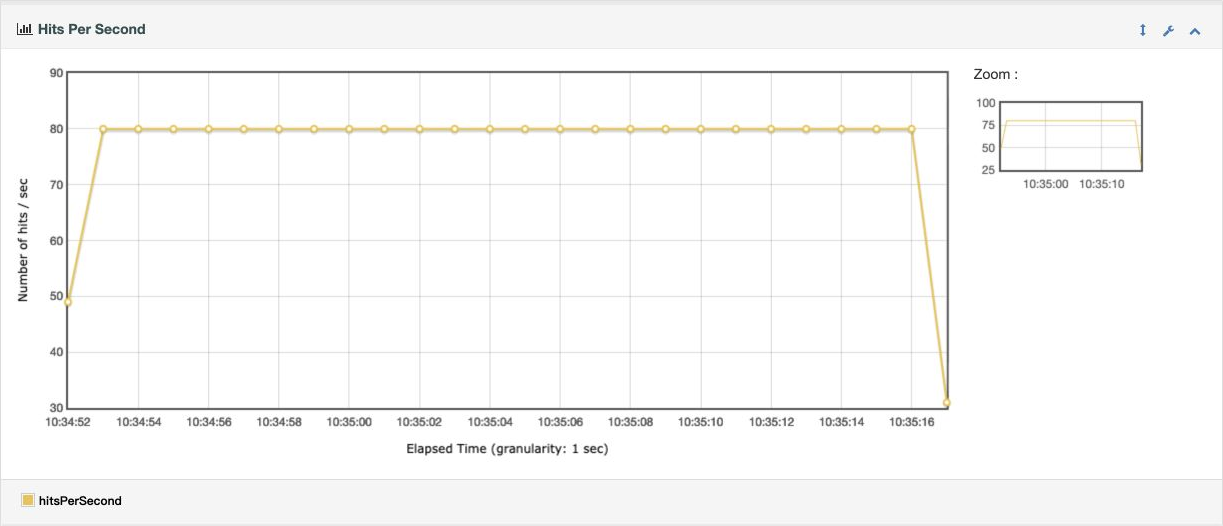 Hits Per Second
Zoom :
90
80
70
60
50
40
30
Number of hits / sec
10:34:52 10:34:54 10:34:56 10:34:58 10:35:00 10:35:02 10:35:04 10:35:06 10:35:08 10:35:10 10:35:12 10:35:14 10:35:16
Elapsed Time (granularity: 1 sec)
100
75
50
25
10:35:00 10:35:10
hitsPerSecond